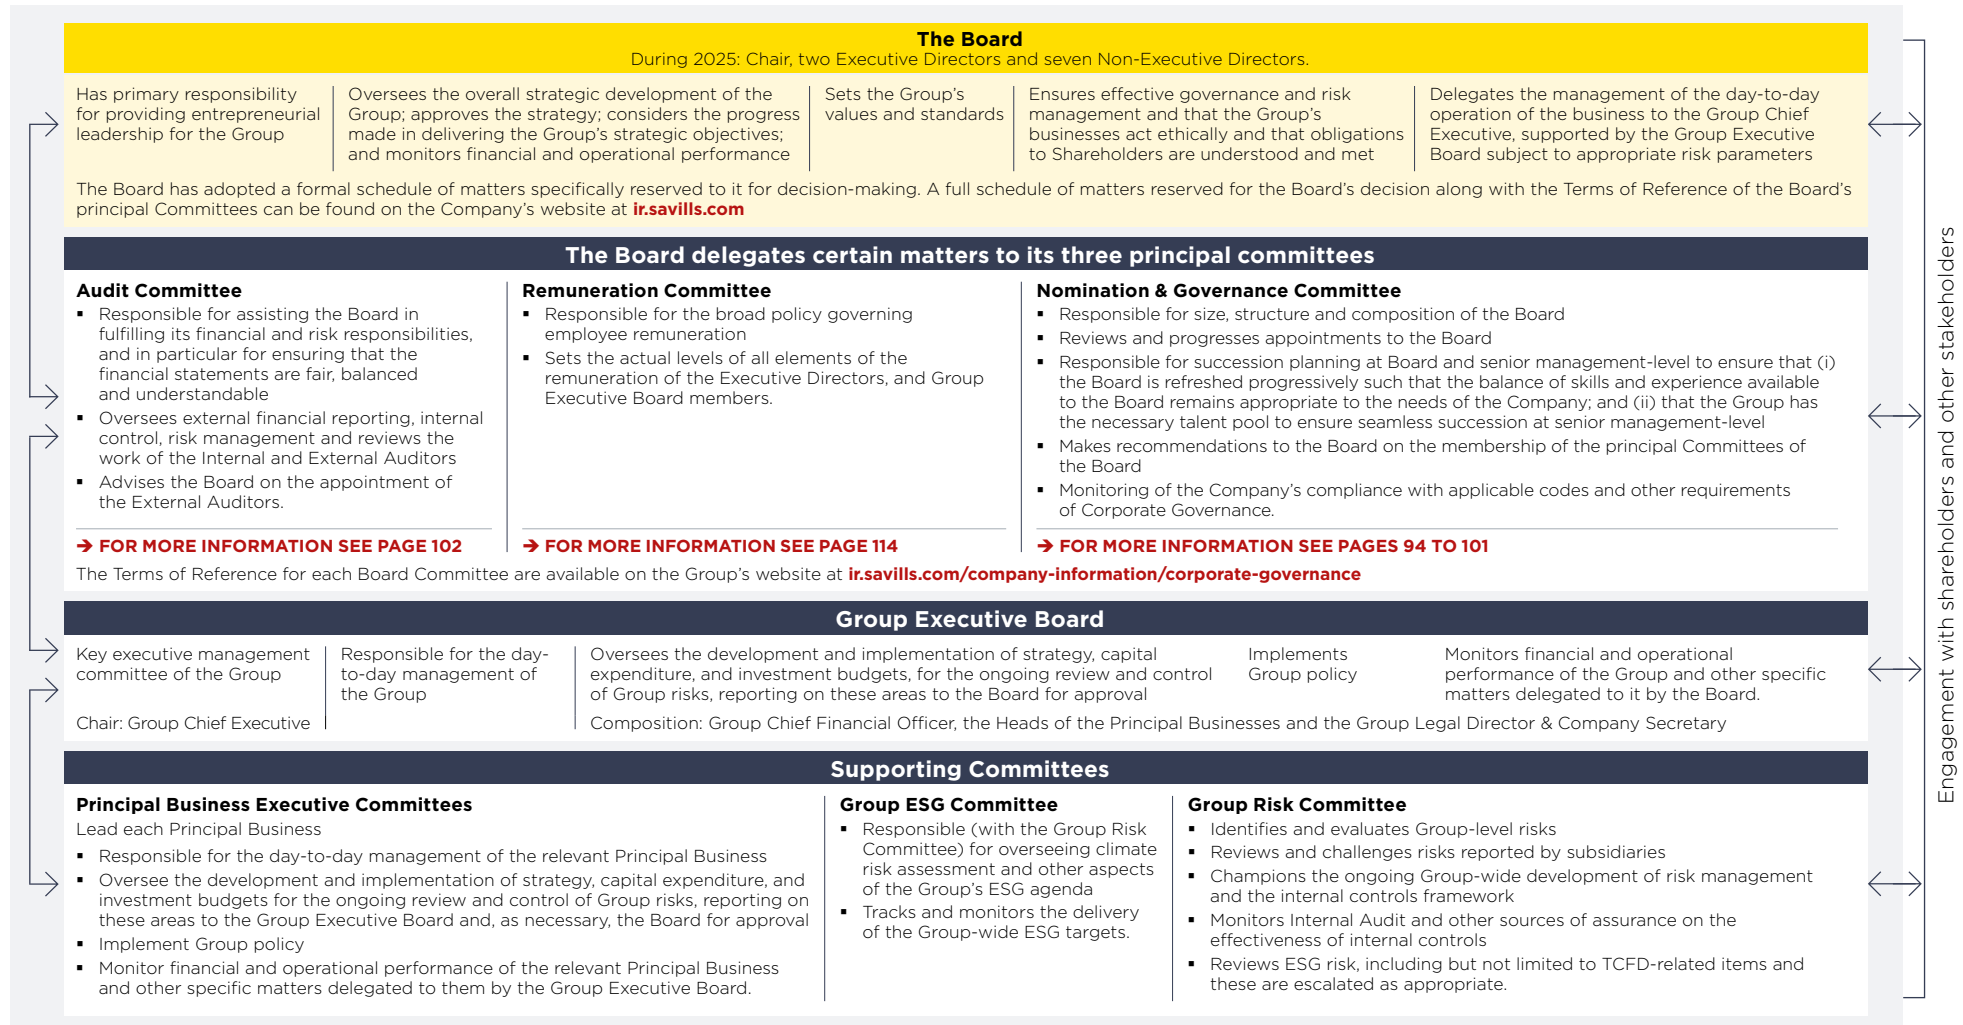 The Board
During 2025: Chair, two Executive Directors and seven Non-Executive Directors.
Has primary responsibility
for providing entrepreneurial
leadership for the Group
Oversees the overall strategic development of the
Group; approves the strategy; considers the progress
made in delivering the Group's strategic objectives;
and monitors financial and operational performance
Sets the Group's
values and standards
Ensures effective governance and risk
management and that the Group's
businesses act ethically and that obligations
to Shareholders are understood and met
Delegates the management of the day-to-day
operation of the business to the Group Chief
Executive, supported by the Group Executive
Board subject to appropriate risk parameters
The Board has adopted a formal schedule of matters specifically reserved to it for decision-making. A full schedule of matters reserved for the Board's decision along with the Terms of Reference of the Board's
principal Committees can be found on the Company's website at ir.savills.com
The Board delegates certain matters to its three principal committees
Audit Committee
▪ Responsible for assisting the Board in
fulfilling its financial and risk responsibilities,
and in particular for ensuring that the
financial statements are fair, balanced
and understandable
▪ Oversees external financial reporting, internal
control, risk management and reviews the
work of the Internal and External Auditors
▪ Advises the Board on the appointment of
the External Auditors.
➔ FOR MORE INFORMATION SEE PAGE 102
Remuneration Committee
▪ Responsible for the broad policy governing
employee remuneration
▪ Sets the actual levels of all elements of the
remuneration of the Executive Directors, and Group
Executive Board members.
➔ FOR MORE INFORMATION SEE PAGE 114
Nomination & Governance Committee
▪ Responsible for size, structure and composition of the Board
▪ Reviews and progresses appointments to the Board
▪ Responsible for succession planning at Board and senior management-level to ensure that (i)
the Board is refreshed progressively such that the balance of skills and experience available
to the Board remains appropriate to the needs of the Company; and (ii) that the Group has
the necessary talent pool to ensure seamless succession at senior management-level
▪ Makes recommendations to the Board on the membership of the principal Committees of
the Board
▪ Monitoring of the Company's compliance with applicable codes and other requirements
of Corporate Governance.
➔ FOR MORE INFORMATION SEE PAGES 94 TO 101
The Terms of Reference for each Board Committee are available on the Group's website at ir.savills.com/company-information/corporate-governance
Group Executive Board
Key executive management
committee of the Group
Chair: Group Chief Executive
Responsible for the day-
to-day management of
the Group
Oversees the development and implementation of strategy, capital
expenditure, and investment budgets, for the ongoing review and control
of Group risks, reporting on these areas to the Board for approval
Implements
Group policy
Monitors financial and operational
performance of the Group and other specific
matters delegated to it by the Board.
Composition: Group Chief Financial Officer, the Heads of the Principal Businesses and the Group Legal Director & Company Secretary
Supporting Committees
Principal Business Executive Committees
Lead each Principal Business
▪ Responsible for the day-to-day management of the relevant Principal Business
▪ Oversee the development and implementation of strategy, capital expenditure, and
investment budgets for the ongoing review and control of Group risks, reporting on
these areas to the Group Executive Board and, as necessary, the Board for approval
▪ Implement Group policy
▪ Monitor financial and operational performance of the relevant Principal Business
and other specific matters delegated to them by the Group Executive Board.
Group ESG Committee
▪ Responsible (with the Group Risk
Committee) for overseeing climate
risk assessment and other aspects
of the Group's ESG agenda
▪ Tracks and monitors the delivery
of the Group-wide ESG targets.
Group Risk Committee
▪ Identifies and evaluates Group-level risks
▪ Reviews and challenges risks reported by subsidiaries
▪ Champions the ongoing Group-wide development of risk management
and the internal controls framework
▪ Monitors Internal Audit and other sources of assurance on the
effectiveness of internal controls
▪ Reviews ESG risk, including but not limited to TCFD-related items and
these are escalated as appropriate.
Engagement with shareholders and other stakeholders